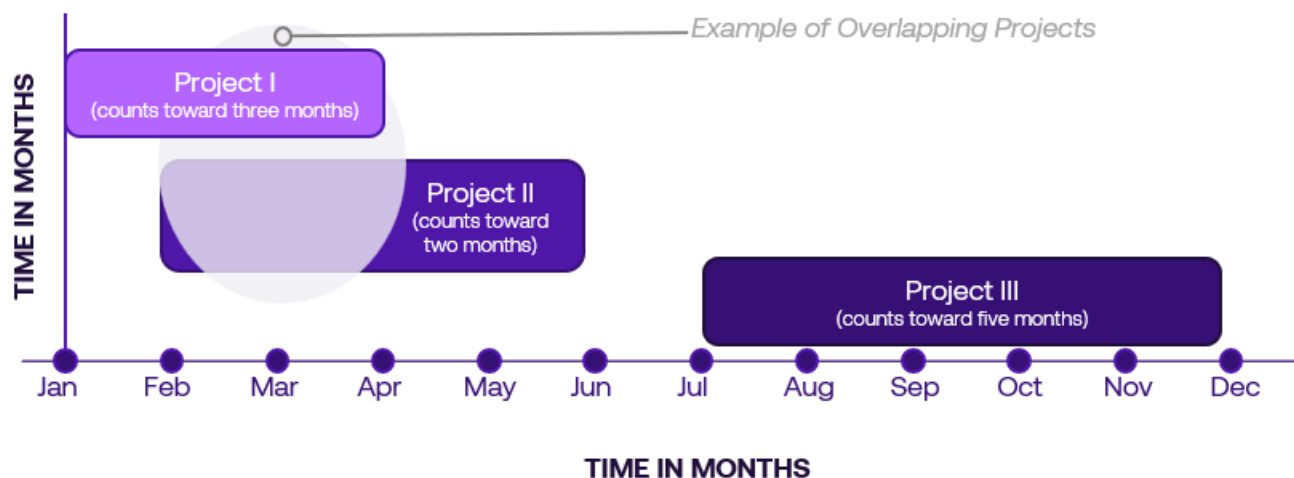 Example of Overlapping Projects
Project I
(counts toward three months)
TIME IN MONTHS
Project II
(counts toward
two months)
Project III
(counts toward five months)
Jan Feb Mar Apr May Jun Jul Aug Sep Oct Nov Dec
TIME IN MONTHS